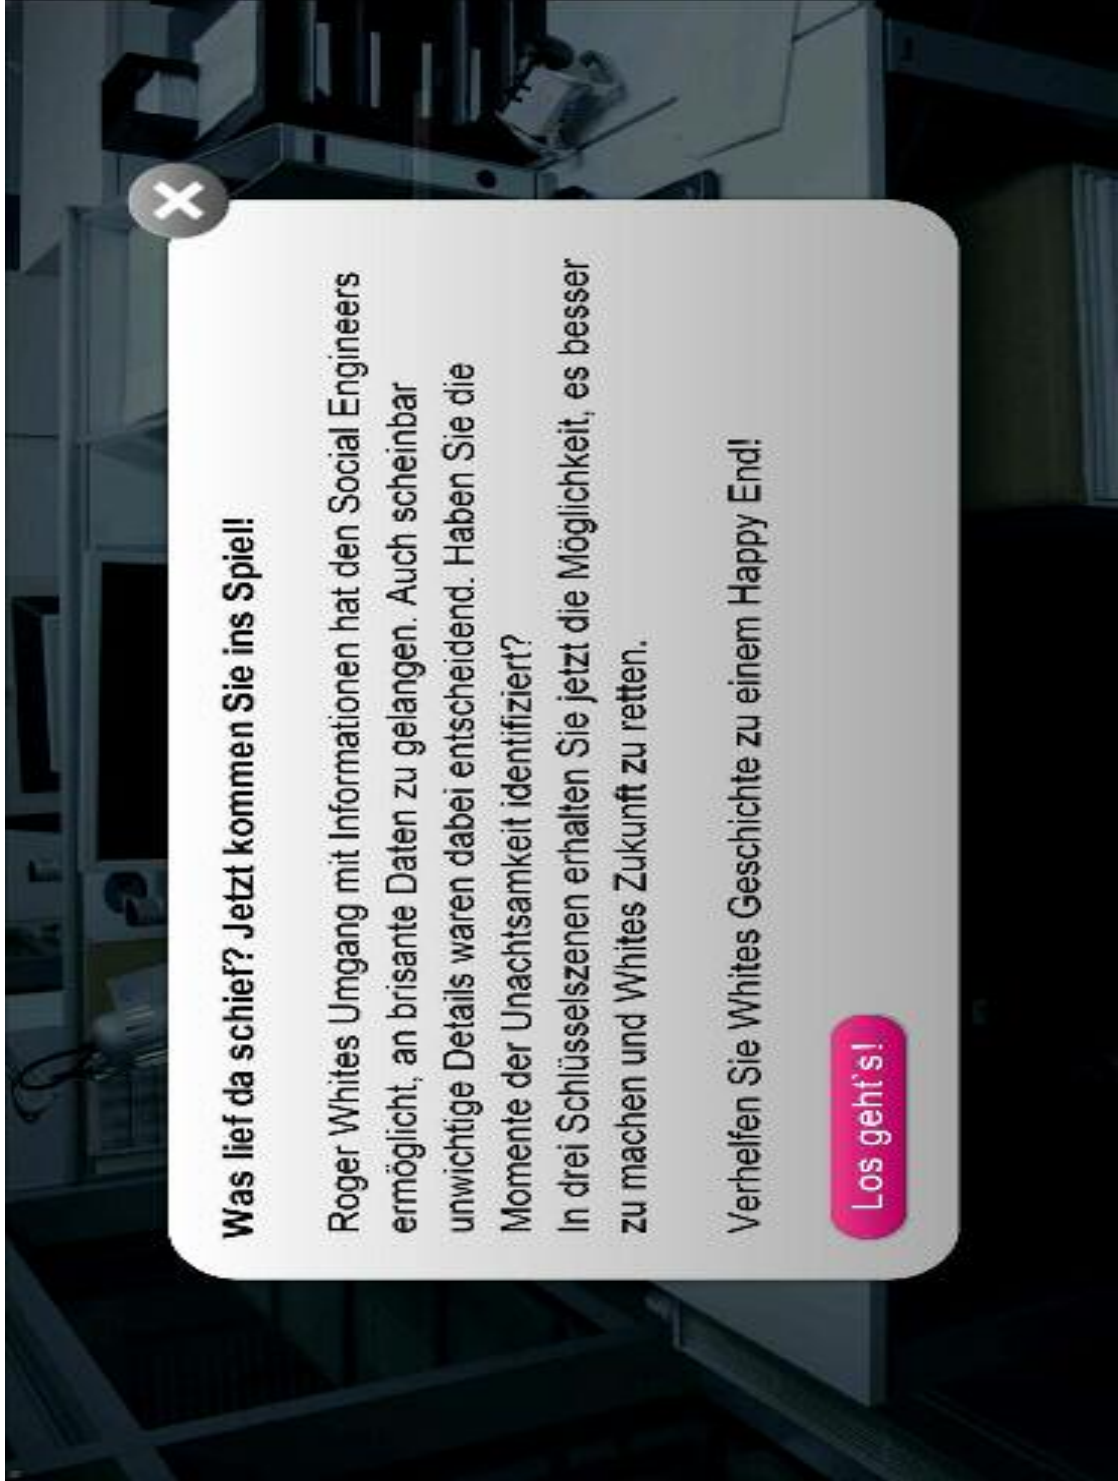 Was lief da schief? Jetzt kommen Sie ins Spiel!
Roger Whites Umgang mit Informationen hat den Social Engineers
ermöglicht, an brisante Daten zu gelangen. Auch scheinbar
unwichtige Details waren dabei entscheidend. Haben Sie die
Momente der Unachtsamkeit identifiziert?
In drei Schlüsselszenen erhalten Sie jetzt die Möglichkeit, es besser
zu machen und Whites Zukunft zu retten.
Verhelfen Sie Whites Geschichte zu einem Happy End!
Los geht`s!